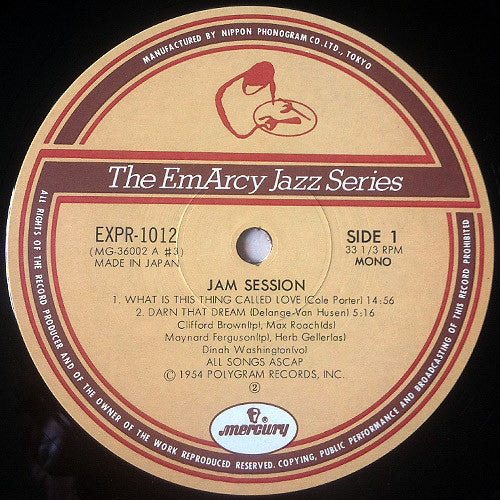 MANUFACTURED BY NIPPON PHONOGRAM CO. LTD., TOKYO
The EmArcy Jazz Series
EXPR-1012
(MG-36002 A #3)
MADE IN JAPAN
SIDE 1
33 1/3 RPM
MONO
JAM SESSION
1. WHAT IS THIS THING CALLED LOVE (Cole Porter) 14:56
2. DARN THAT DREAM (Delange-Van Husen) 5:16
Clifford Brown(tp), Max Roach(ds)
Maynard Ferguson(tp), Herb Geller(as)
Dinah Washington(vo)
ALL SONGS ASCAP
Ⓒ 1954 POLYGRAM RECORDS, INC.
②
mercury
ALL RIGHTS OF THE RECORD PRODUCER AND OF THE OWNER OF THE WORK REPRODUCED RESERVED. COPYING, PUBLIC PERFORMANCE AND BROADCASTING OF THIS RECORD PROHIBITED